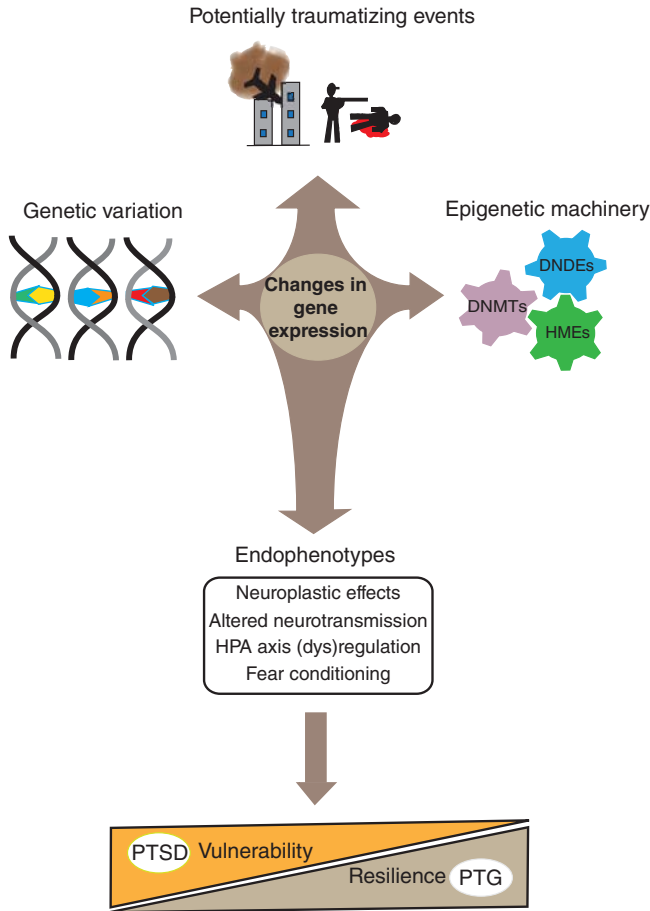 Potentially traumatizing events
Genetic variation
Epigenetic machinery
DNDEs
DNMTs
HMEs
Changes in
gene
expression
Endophenotypes
Neuroplastic effects
Altered neurotransmission
HPA axis (dys)regulation
Fear conditioning
PTSD Vulnerability
Resilience PTG